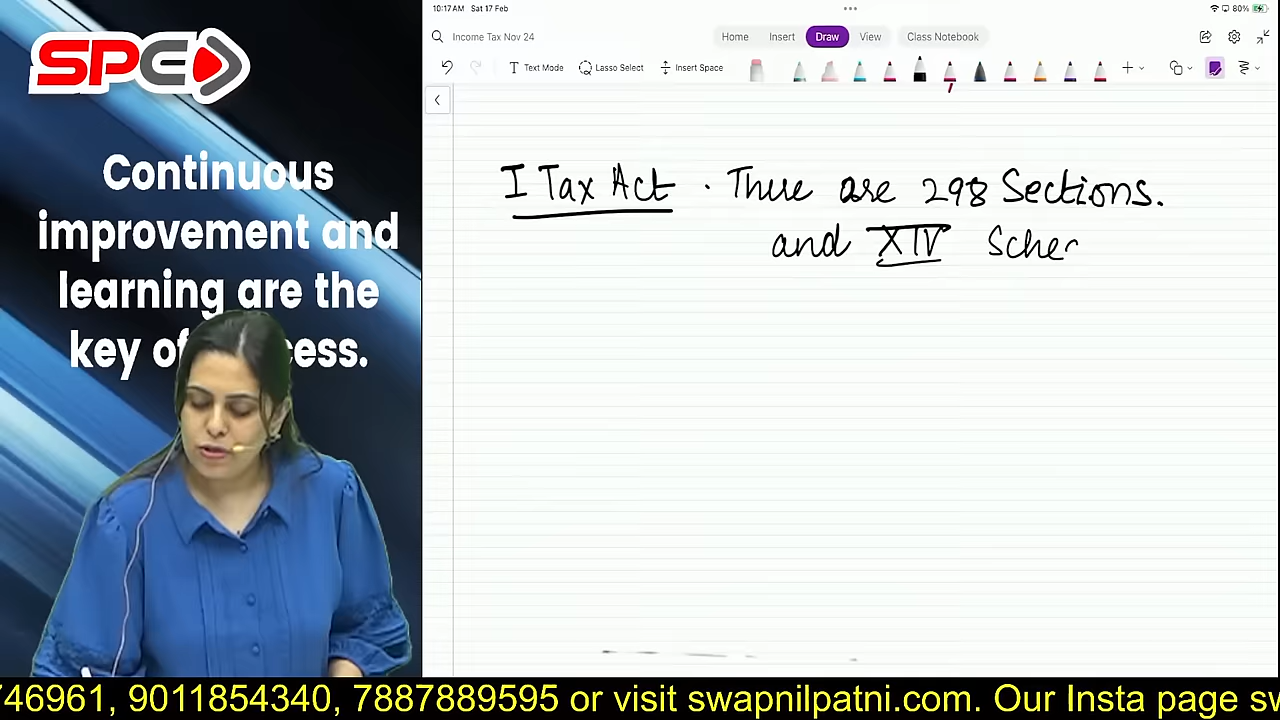 10:17 AM Sat 17 Feb
80%
Income Tax Nov 24
Home Insert Draw View Class Notebook
Text Mode Lasso Select Insert Space
SPC
Continuous
improvement and
learning are the
key of cess.
I Tax Act . There are 298 Sections.
and XIV Sche
746961, 9011854340, 7887889595 or visit swapnilpatni.com. Our Insta page sw